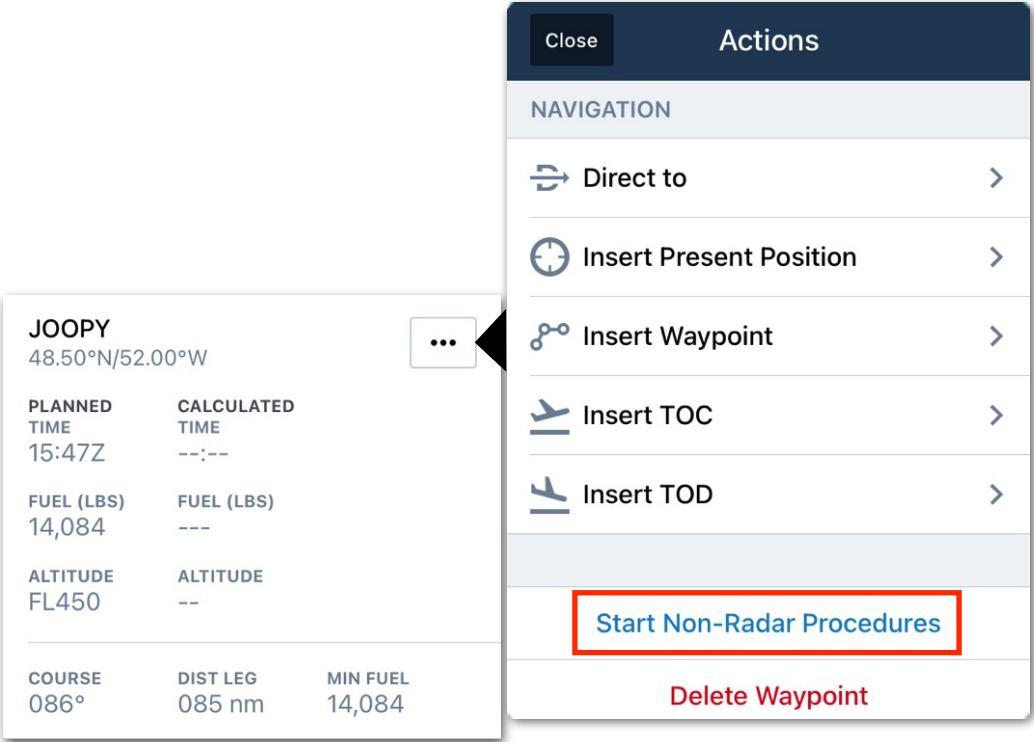 Close
Actions
NAVIGATION
Direct to
Insert Present Position
Insert Waypoint
Insert TOC
Insert TOD
Start Non-Radar Procedures
Delete Waypoint
JOOPY
48.50°N/52.00°W
•••
PLANNED CALCULATED
TIME TIME
15:47Z --:--
FUEL (LBS) FUEL (LBS)
14,084 ---
ALTITUDE ALTITUDE
FL450 --
COURSE DIST LEG MIN FUEL
086° 085 nm 14,084